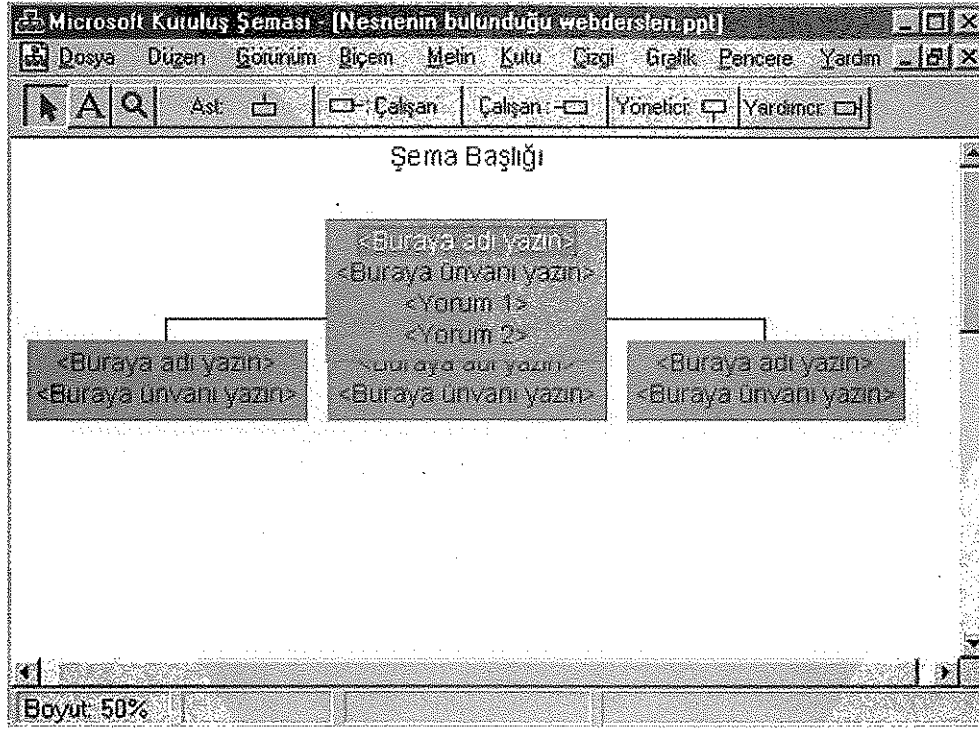 Microsoft Kuruluş Şeması - [Nesnenin bulunduğu webdersleri.ppt]
Dosya Düzen Görünüm Biçem Metin Kutu Çizgi Grafik Pencere Yardım
A Ast: Çalışan Çalışan: Yönetici: Yardımcı:
Şema Başlığı
<Buraya adı yazın>
<Buraya ünvanı yazın>
<Yorum 1>
<Yorum 2>
<Buraya adı yazın> <Buraya adı yazın> <Buraya adı yazın>
<Buraya ünvanı yazın> <Buraya ünvanı yazın> <Buraya ünvanı yazın>
Boyut: 50%